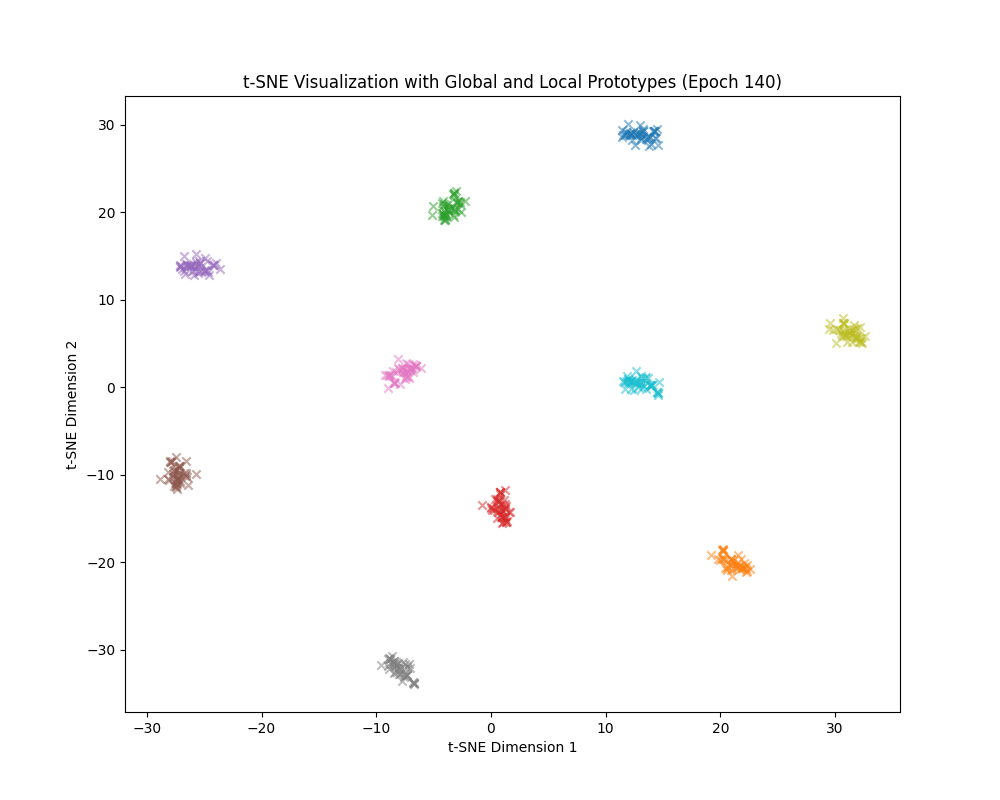 t-SNE Visualization with Global and Local Prototypes (Epoch 140)
30
20
10
0
−10
−20
−30
t-SNE Dimension 2
−30 −20 −10 0 10 20 30
t-SNE Dimension 1